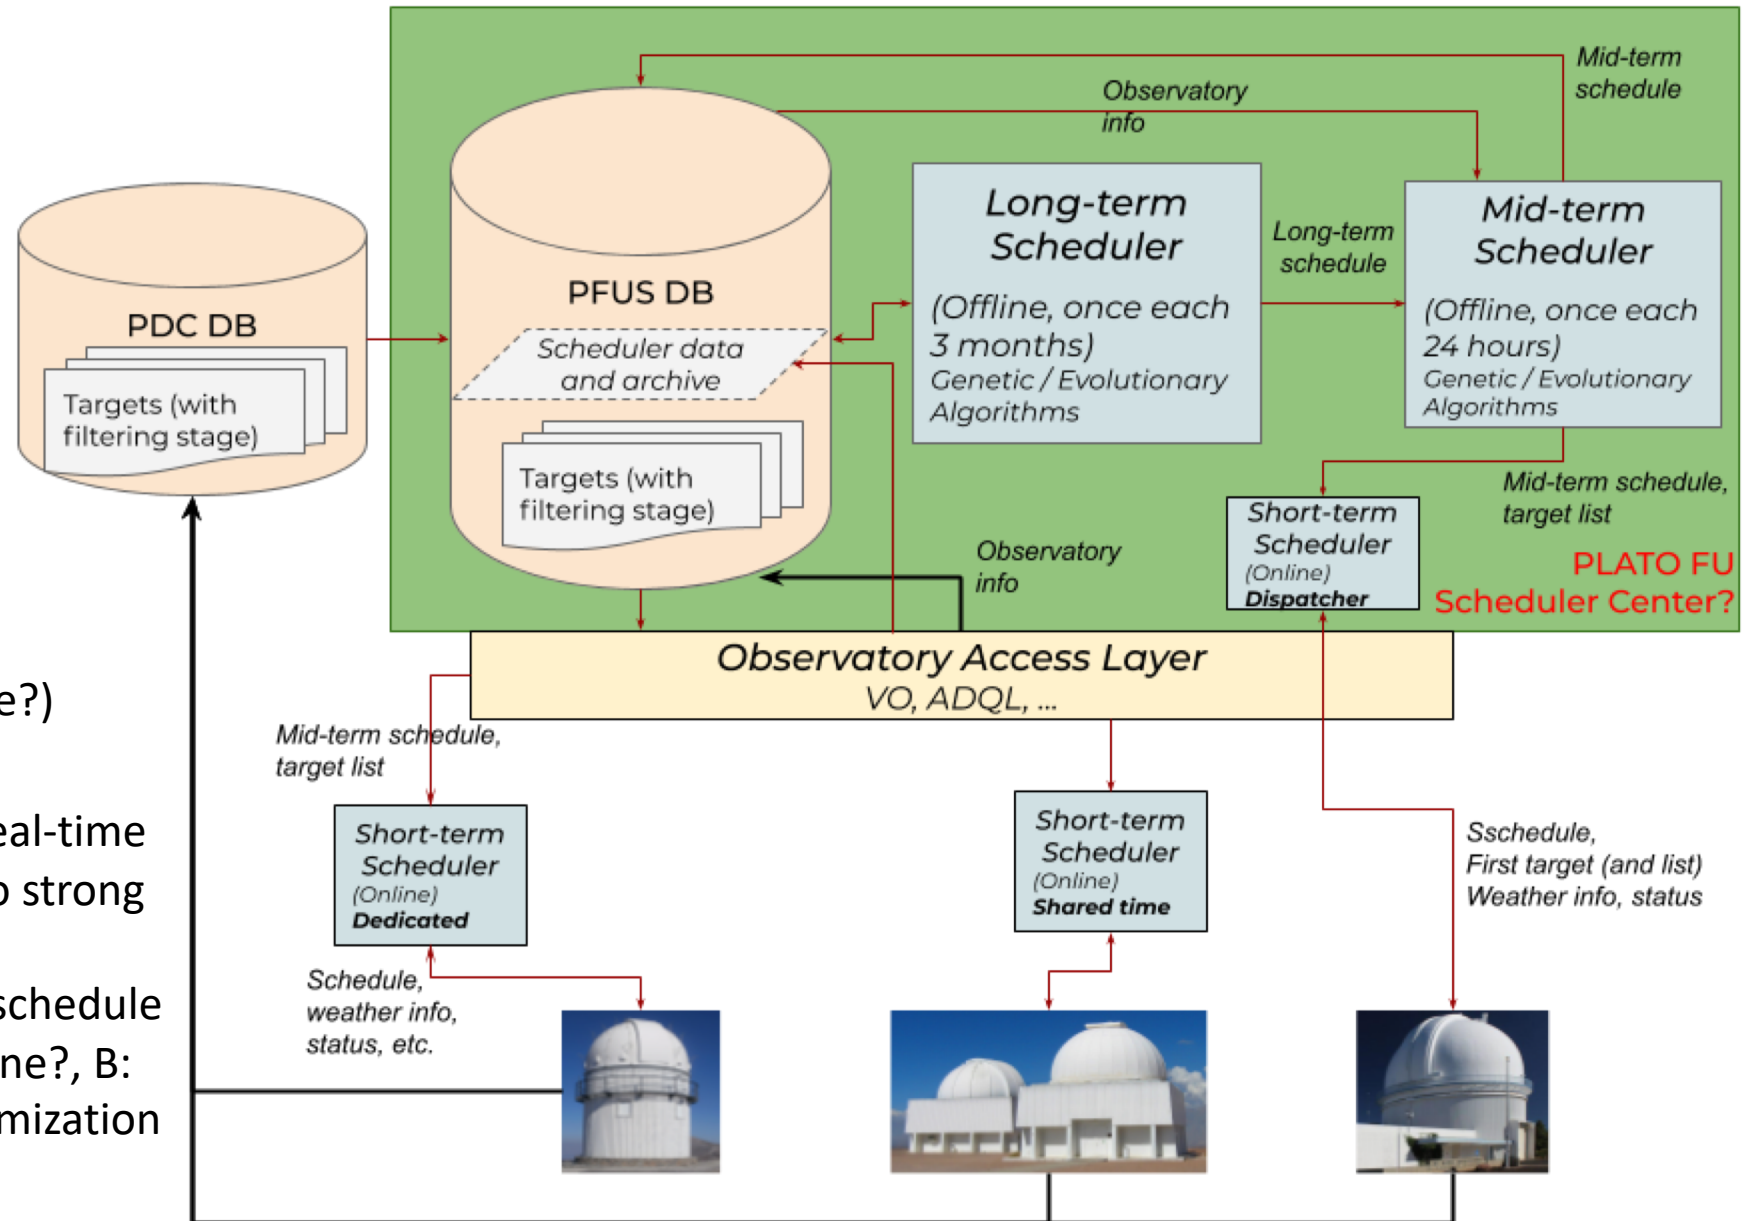 Mid-term
schedule
Observatory
info
Long-term
Scheduler
(Offline, once each
3 months)
Genetic / Evolutionary
Algorithms
Long-term
schedule
Mid-term
Scheduler
(Offline, once each
24 hours)
Genetic / Evolutionary
Algorithms
PDC DB
Targets (with
filtering stage)
PFUS DB
Scheduler data
and archive
Targets (with
filtering stage)
Mid-term schedule,
target list
Short-term
Scheduler
(Online)
Dispatcher
Observatory
info
PLATO FU
Scheduler Center?
Observatory Access Layer
VO, ADQL, ...
e?)
eal-time
o strong
schedule
ne?, B:
mization
Mid-term schedule,
target list
Short-term
Scheduler
(Online)
Dedicated
Schedule,
weather info,
status, etc.
Short-term
Scheduler
(Online)
Shared time
Sschedule,
First target (and list)
Weather info, status